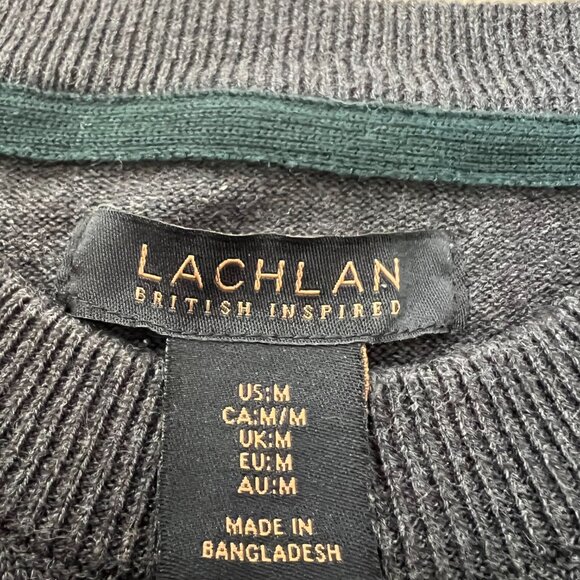 LACHLAN
BRITISH INSPIRED
US:M
CA:M/M
UK:M
EU:M
AU:M
MADE IN
BANGLADESH